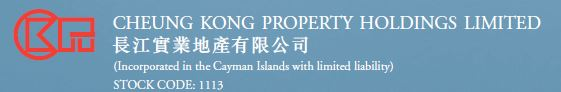 CHEUNG KONG PROPERTY HOLDINGS LIMITED
長江實業地產有限公司
(Incorporated in the Cayman Islands with limited liability)
STOCK CODE: 1113